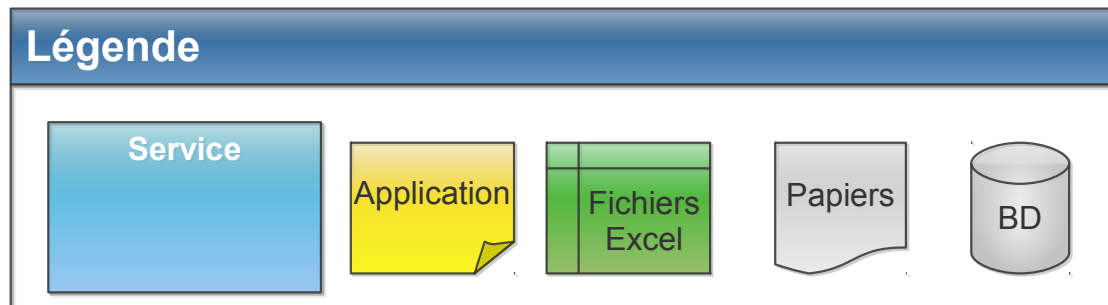 Légende
Service
Application
Fichiers
Excel
Papiers
BD